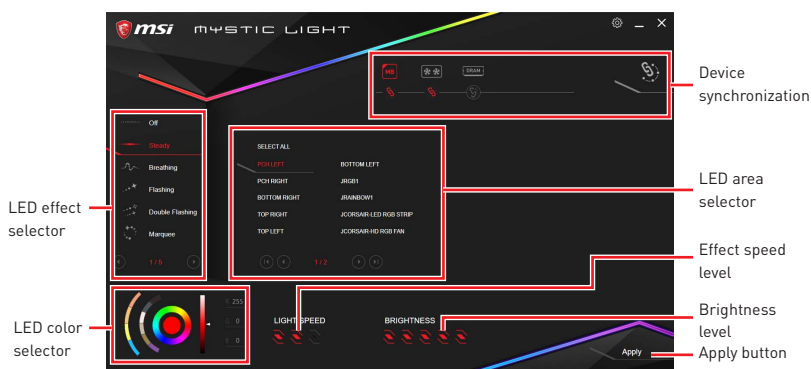 msi MYSTIC LIGHT
MB
DRAM
Device
synchronization
Off
Steady
Breathing
Flashing
Double Flashing
Marquee
1/5
LED effect
selector
SELECT ALL
PCH LEFT BOTTOM LEFT
PCH RIGHT JRGB1
BOTTOM RIGHT JRAINBOW1
TOP RIGHT JCORSAIR-LED RGB STRIP
TOP LEFT JCORSAIR-HD RGB FAN
1/2
LED area
selector
Effect speed
level
LED color
selector
R 255
G 0
B 0
LIGHT SPEED
BRIGHTNESS
Brightness
level
Apply
Apply button